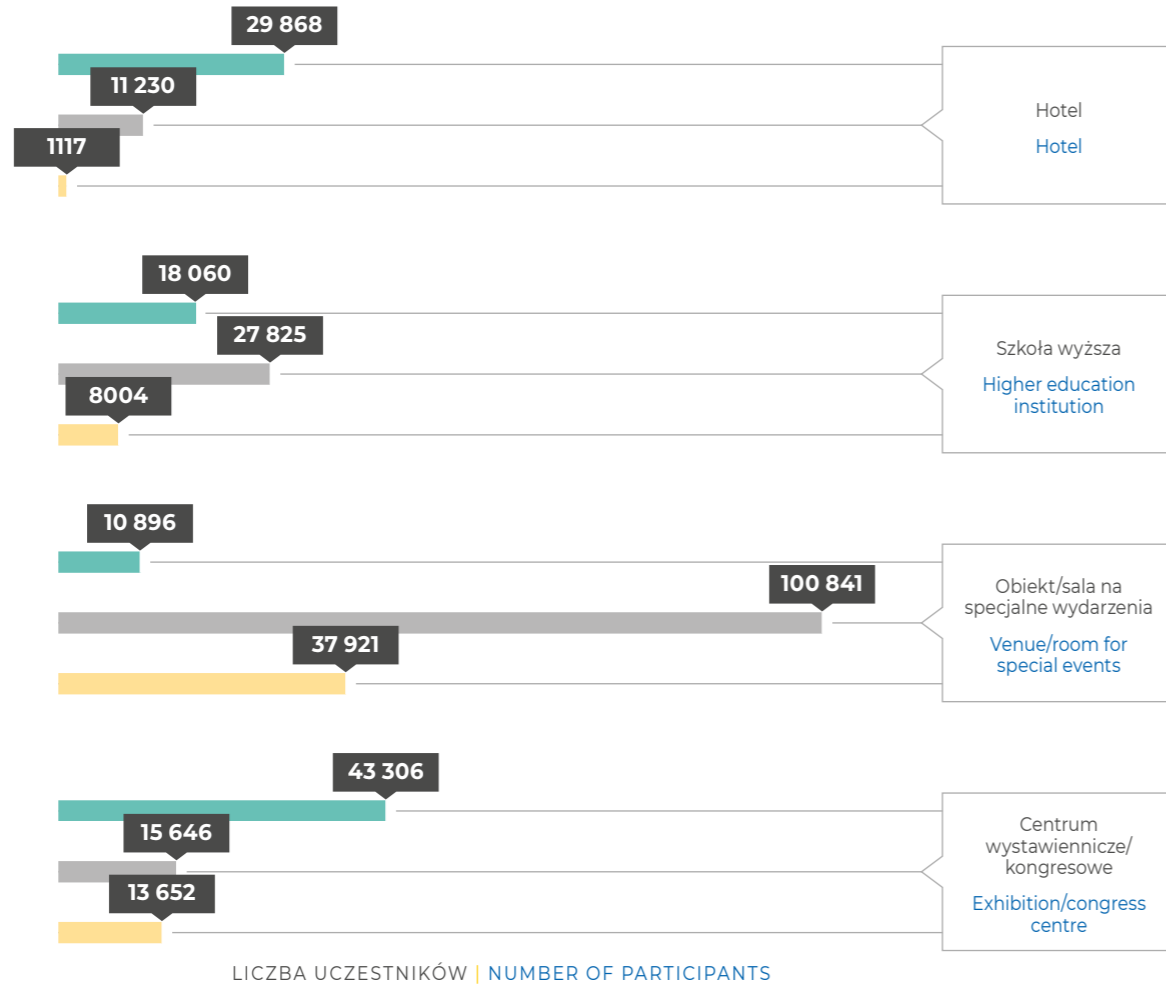 29 868
11 230
1117
Hotel
Hotel
18 060
27 825
8004
Szkoła wyższa
Higher education
institution
10 896
100 841
37 921
Obiekt/sala na
specjalne wydarzenia
Venue/room for
special events
43 306
15 646
13 652
Centrum
wystawiennicze/
kongresowe
Exhibition/congress
centre
LICZBA UCZESTNIKÓW | NUMBER OF PARTICIPANTS